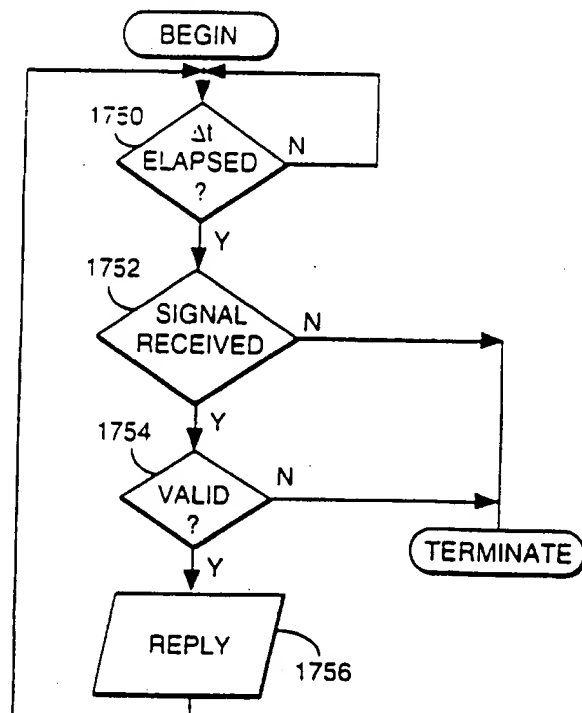 BEGIN
1750
Δt
ELAPSED
?
N
Y
1752
SIGNAL
RECEIVED
N
Y
1754
VALID
?
N
Y
TERMINATE
REPLY
1756